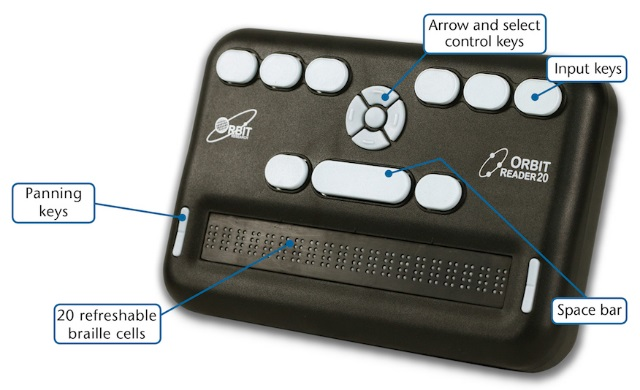 Arrow and select
control keys
Input keys
ORBIT
ORBIT
READER 20
Panning
keys
20 refreshable
braille cells
Space bar